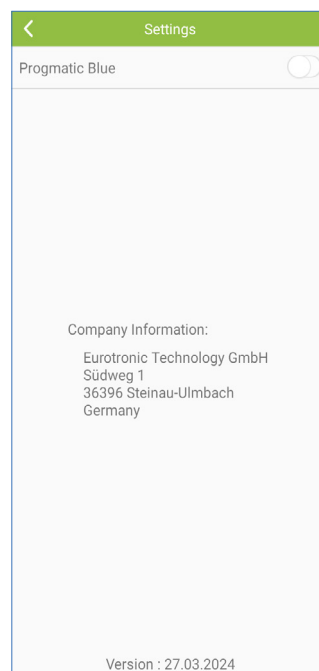 Settings
Progmatic Blue
Company Information:
Eurotronic Technology GmbH
Südweg 1
36396 Steinau-Ulmbach
Germany
Version : 27.03.2024